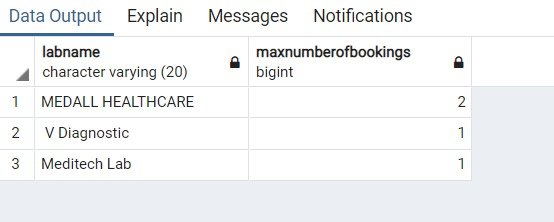 Data Output Explain Messages Notifications
labname maxnumberofbookings
character varying (20) bigint
1 MEDALL HEALTHCARE 2
2 V Diagnostic 1
3 Meditech Lab 1